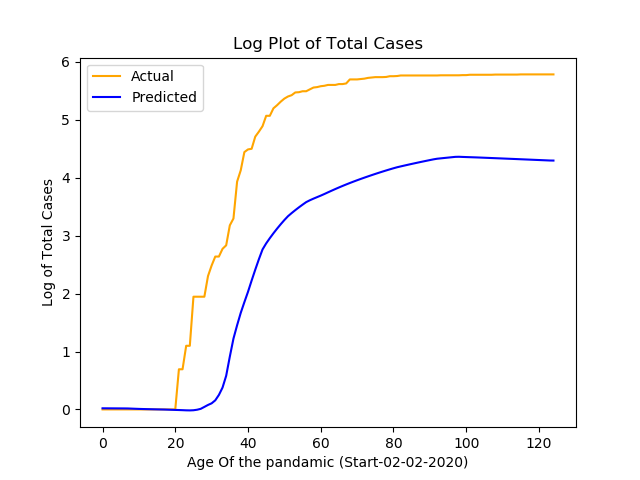 Log Plot of Total Cases
Actual
Predicted
6
5
4
3
2
1
0
Log of Total Cases
0 20 40 60 80 100 120
Age Of the pandamic (Start-02-02-2020)